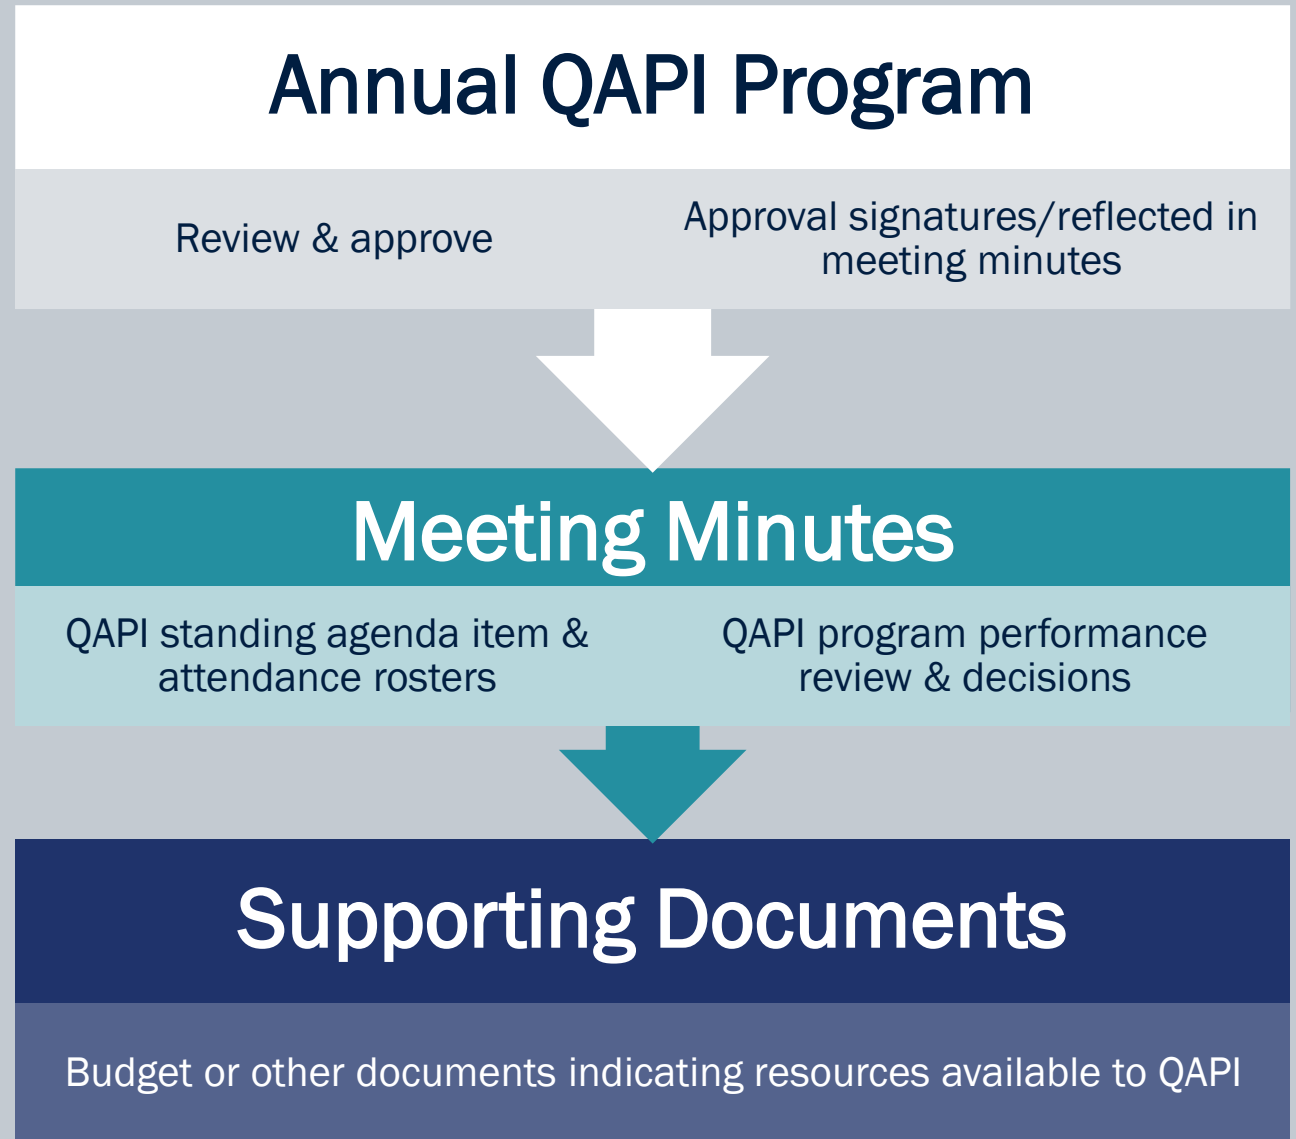 Annual QAPI Program
Review & approve
Approval signatures/reflected in
meeting minutes
Meeting Minutes
QAPI standing agenda item &
attendance rosters
QAPI program performance
review & decisions
Supporting Documents
Budget or other documents indicating resources available to QAPI